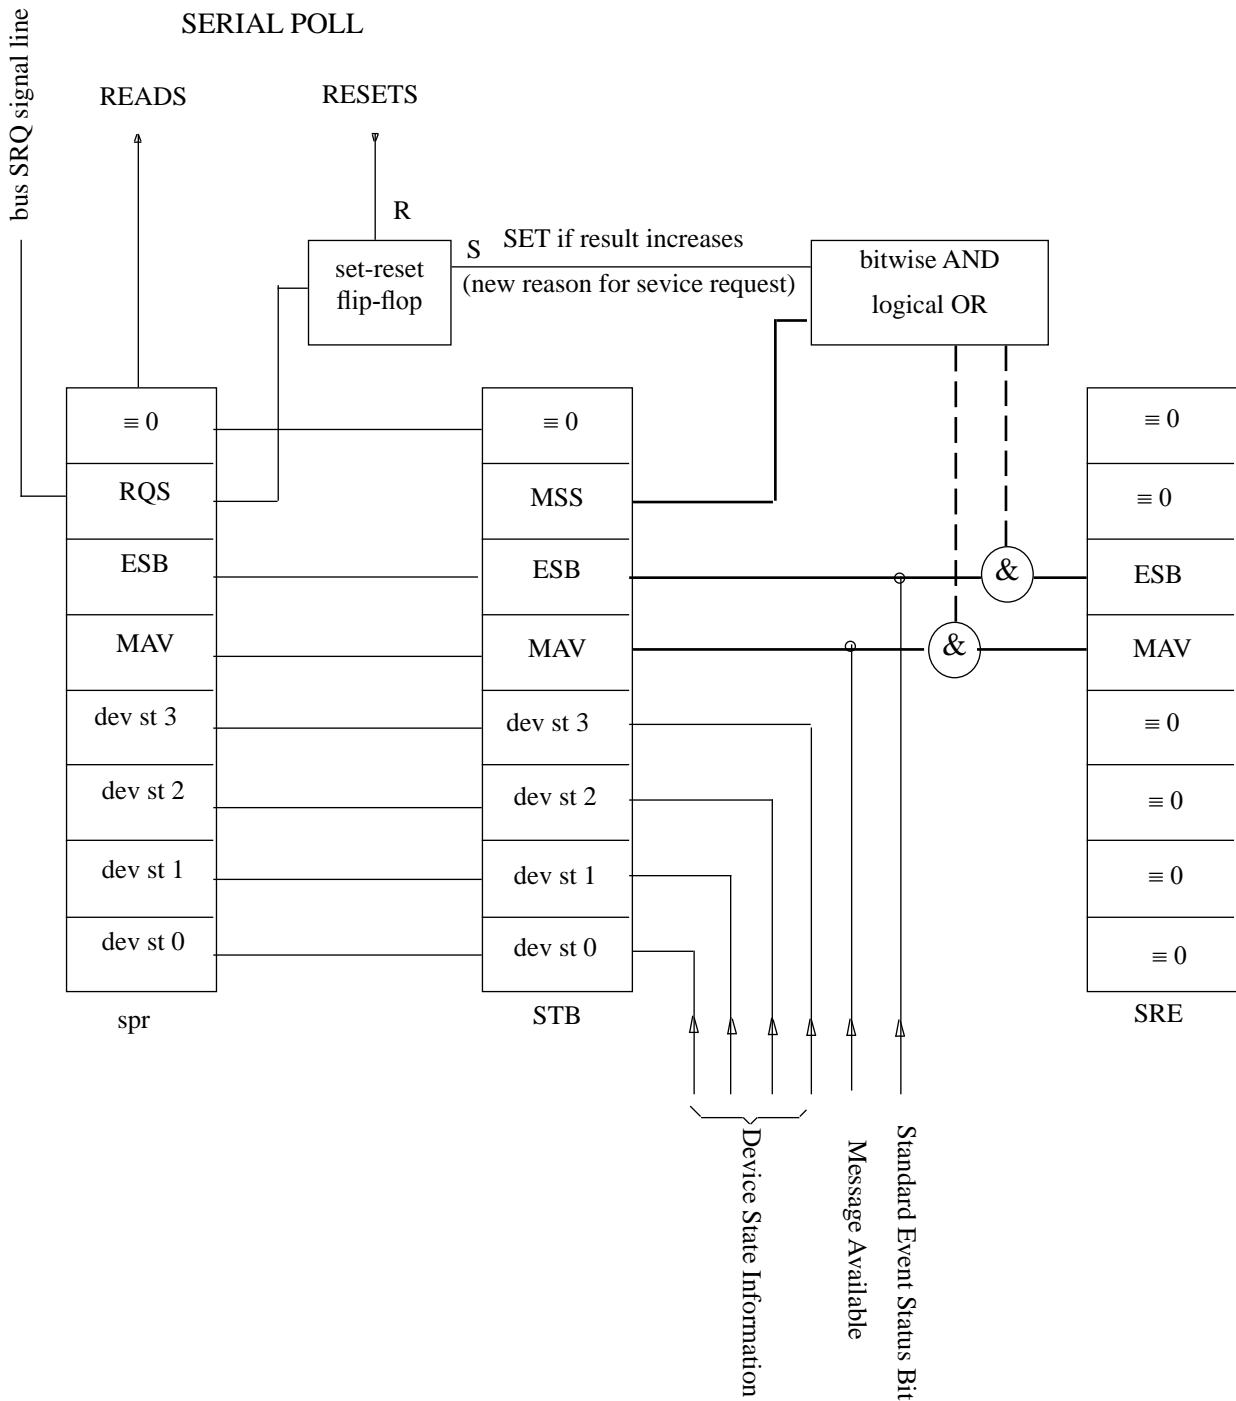 SERIAL POLL
bus SRQ signal line
READS
RESETS
R
S
SET if result increases
(new reason for sevice request)
set-reset
flip-flop
bitwise AND
logical OR
≡ 0
RQS
ESB
MAV
dev st 3
dev st 2
dev st 1
dev st 0
spr
≡ 0
MSS
ESB
MAV
dev st 3
dev st 2
dev st 1
dev st 0
STB
&
&
≡ 0
≡ 0
ESB
MAV
≡ 0
≡ 0
≡ 0
≡ 0
SRE
Device State Information
Message Available
Standard Event Status Bit